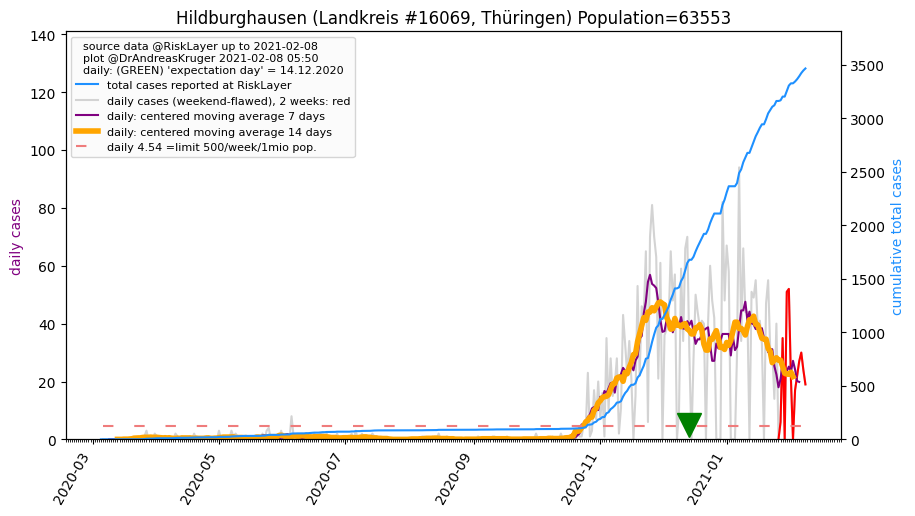 Hildburghausen (Landkreis #16069, Thüringen) Population=63553
source data @RiskLayer up to 2021-02-08
plot @DrAndreasKruger 2021-02-08 05:50
daily: (GREEN) 'expectation day' = 14.12.2020
total cases reported at RiskLayer
daily cases (weekend-flawed), 2 weeks: red
daily: centered moving average 7 days
daily: centered moving average 14 days
daily 4.54 =limit 500/week/1mio pop.
daily cases
140
120
100
80
60
40
20
0
cumulative total cases
3500
3000
2500
2000
1500
1000
500
0
2020-03
2020-05
2020-07
2020-09
2020-11
2021-01